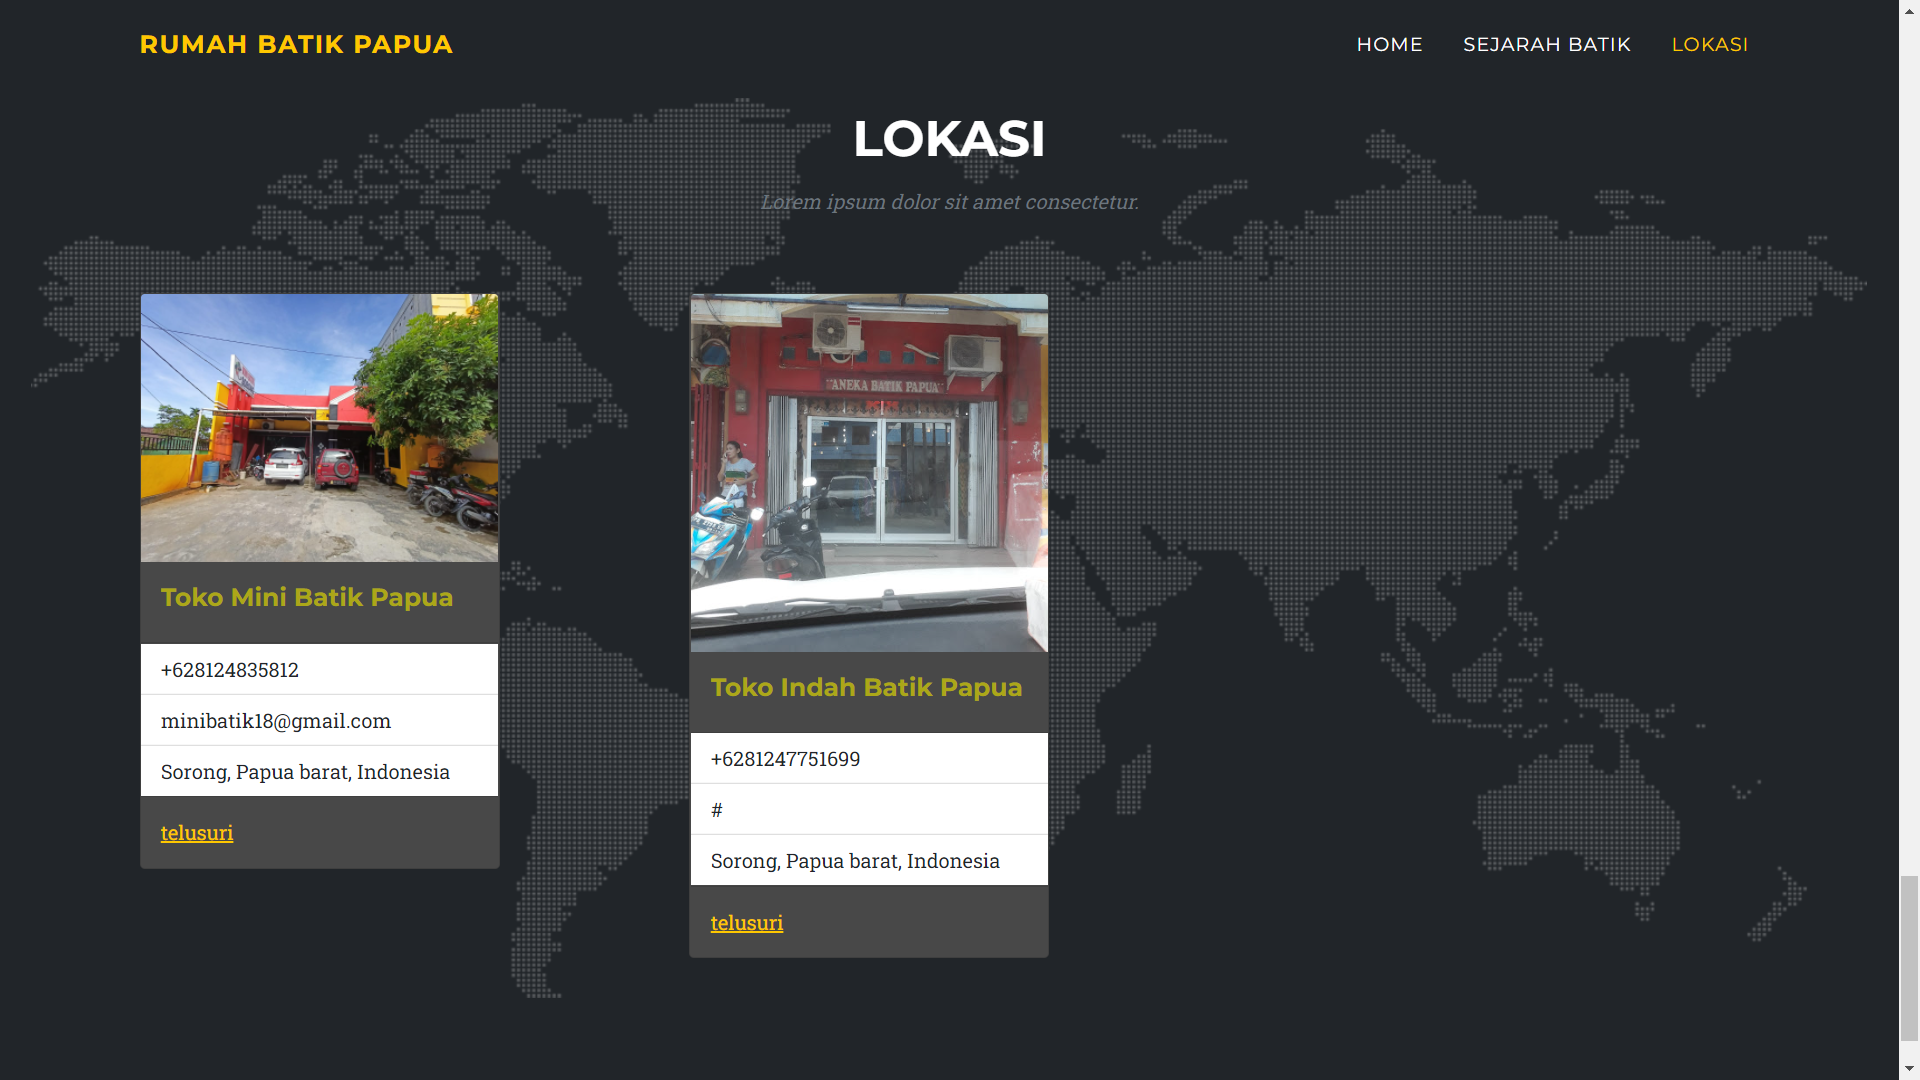 RUMAH BATIK PAPUA
HOME
SEJARAH BATIK
LOKASI
LOKASI
Lorem ipsum dolor sit amet consectetur.
Toko Mini Batik Papua
+628124835812
minibatik18@gmail.com
Sorong, Papua barat, Indonesia
telusuri
"ANEKA BATIK PAPUA"
Toko Indah Batik Papua
+6281247751699
#
Sorong, Papua barat, Indonesia
telusuri